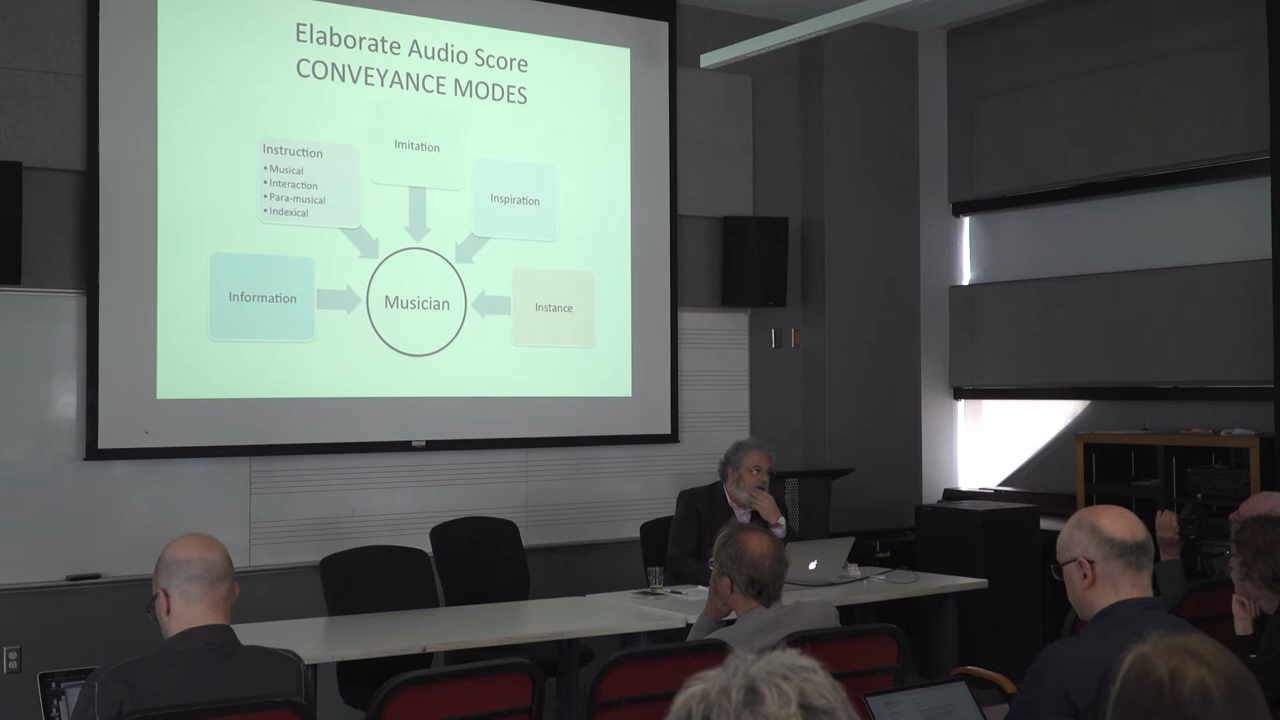 Elaborate Audio Score
CONVEYANCE MODES
Imitation
Instruction
• Musical
• Interaction
• Para-musical
• Indexical
Inspiration
Information
Musician
Instance